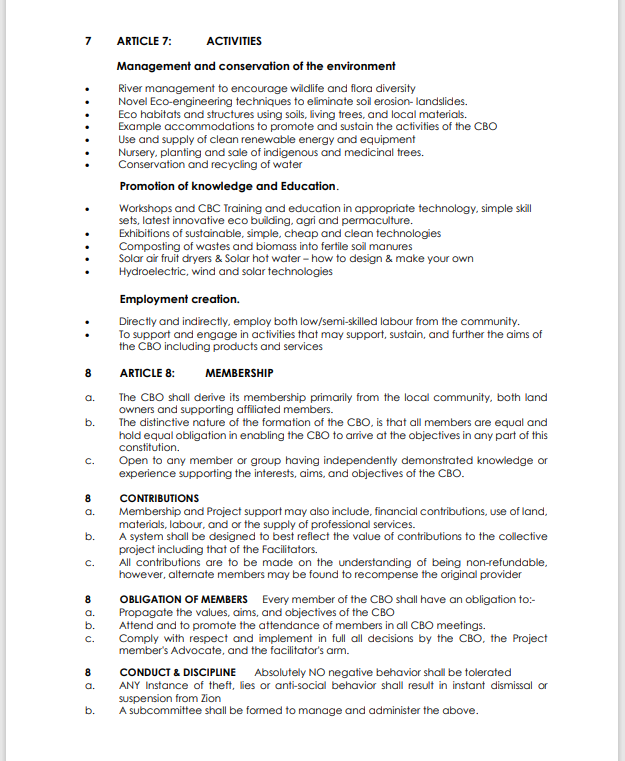 7 ARTICLE 7: ACTIVITIES
Management and conservation of the environment
• River management to encourage wildlife and flora diversity
• Novel Eco-engineering techniques to eliminate soil erosion- landslides.
• Eco habitats and structures using soils, living trees, and local materials.
• Example accommodations to promote and sustain the activities of the CBO
• Use and supply of clean renewable energy and equipment
• Nursery, planting and sale of indigenous and medicinal trees.
• Conservation and recycling of water
Promotion of knowledge and Education.
• Workshops and CBC Training and education in appropriate technology, simple skill
sets, latest innovative eco building, agri and permaculture.
• Exhibitions of sustainable, simple, cheap and clean technologies
• Composting of wastes and biomass into fertile soil manures
• Solar air fruit dryers & Solar hot water – how to design & make your own
• Hydroelectric, wind and solar technologies
Employment creation.
• Directly and indirectly, employ both low/semi-skilled labour from the community.
• To support and engage in activities that may support, sustain, and further the aims of
the CBO including products and services
8 ARTICLE 8: MEMBERSHIP
a. The CBO shall derive its membership primarily from the local community, both land
owners and supporting affiliated members.
b. The distinctive nature of the formation of the CBO, is that all members are equal and
hold equal obligation in enabling the CBO to arrive at the objectives in any part of this
constitution.
c. Open to any member or group having independently demonstrated knowledge or
experience supporting the interests, aims, and objectives of the CBO.
8 CONTRIBUTIONS
a. Membership and Project support may also include, financial contributions, use of land,
materials, labour, and or the supply of professional services.
b. A system shall be designed to best reflect the value of contributions to the collective
project including that of the Facilitators.
c. All contributions are to be made on the understanding of being non-refundable,
however, alternate members may be found to recompense the original provider
8 OBLIGATION OF MEMBERS Every member of the CBO shall have an obligation to:-
a. Propagate the values, aims, and objectives of the CBO
b. Attend and to promote the attendance of members in all CBO meetings.
c. Comply with respect and implement in full all decisions by the CBO, the Project
member's Advocate, and the facilitator's arm.
8 CONDUCT & DISCIPLINE Absolutely NO negative behavior shall be tolerated
a. ANY Instance of theft, lies or anti-social behavior shall result in instant dismissal or
suspension from Zion
b. A subcommittee shall be formed to manage and administer the above.